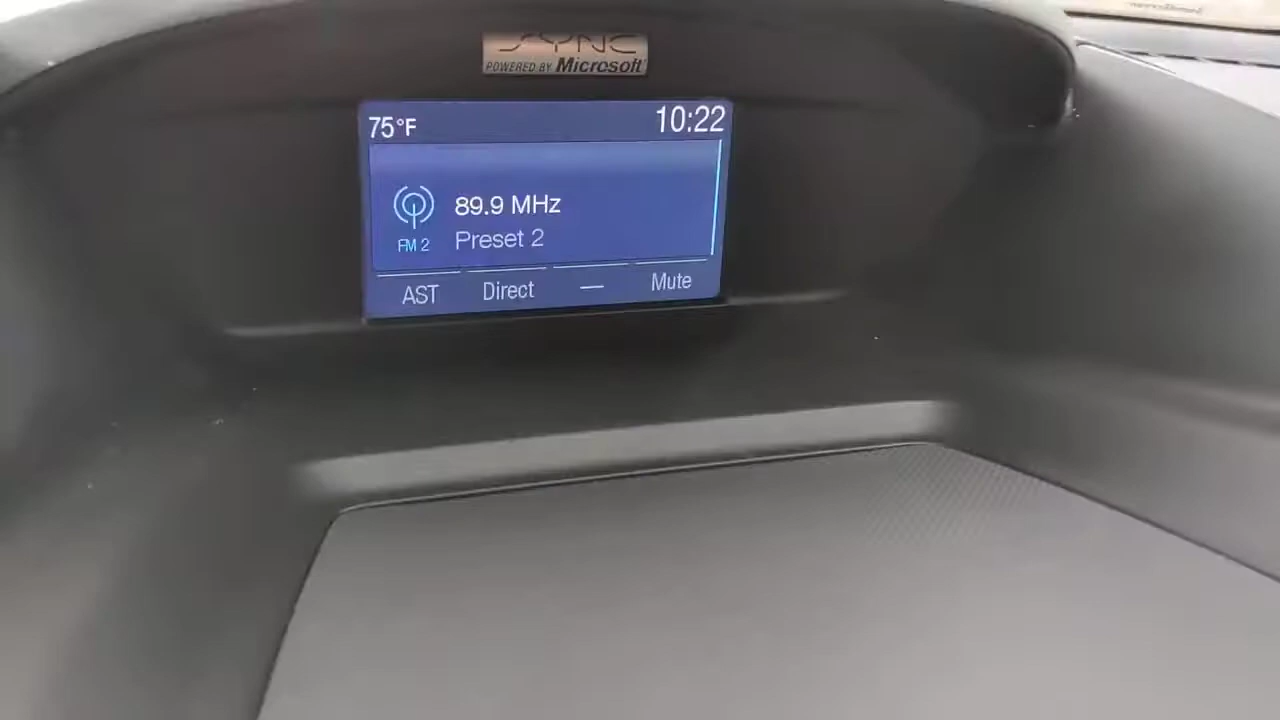 SYNC
POWERED BY Microsoft
75°F
10:22
89.9 MHz
FM 2
Preset 2
AST
Direct
—
Mute